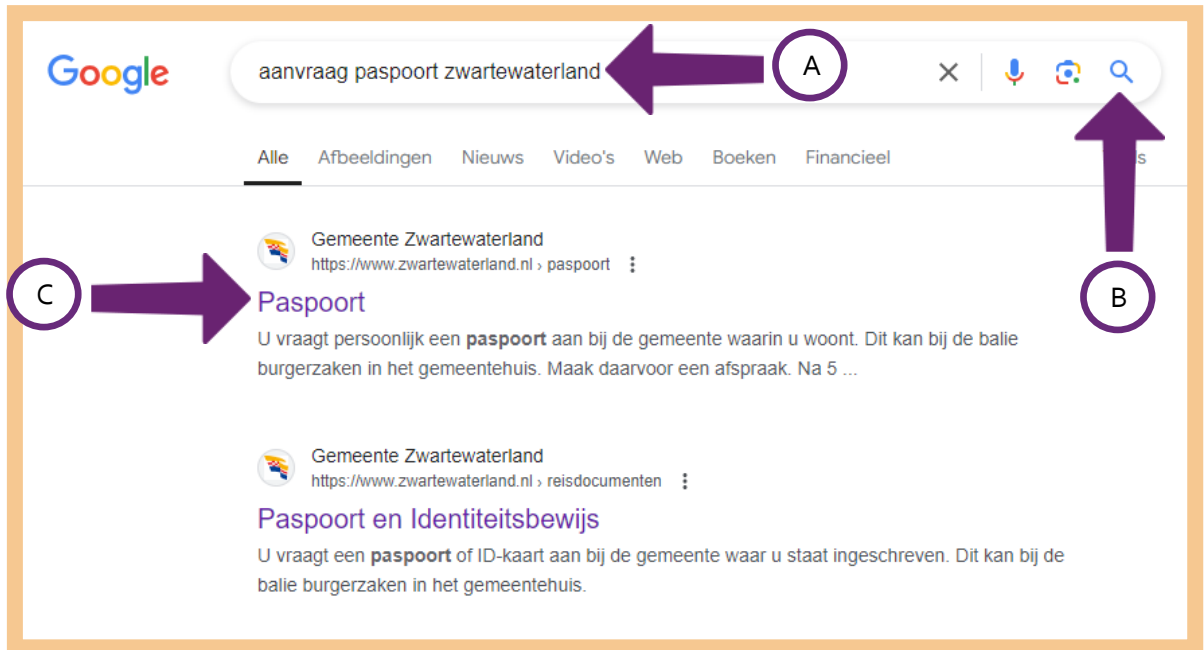 Google
aanvraag paspoort zwartewaterland
A
Alle Afbeeldingen Nieuws Video's Web Boeken Financieel
Gemeente Zwartewaterland
https://www.zwartewaterland.nl › paspoort
C
Paspoort
B
U vraagt persoonlijk een paspoort aan bij de gemeente waarin u woont. Dit kan bij de balie
burgerzaken in het gemeentehuis. Maak daarvoor een afspraak. Na 5 ...
Gemeente Zwartewaterland
https://www.zwartewaterland.nl › reisdocumenten
Paspoort en Identiteitsbewijs
U vraagt een paspoort of ID-kaart aan bij de gemeente waar u staat ingeschreven. Dit kan bij de
balie burgerzaken in het gemeentehuis.